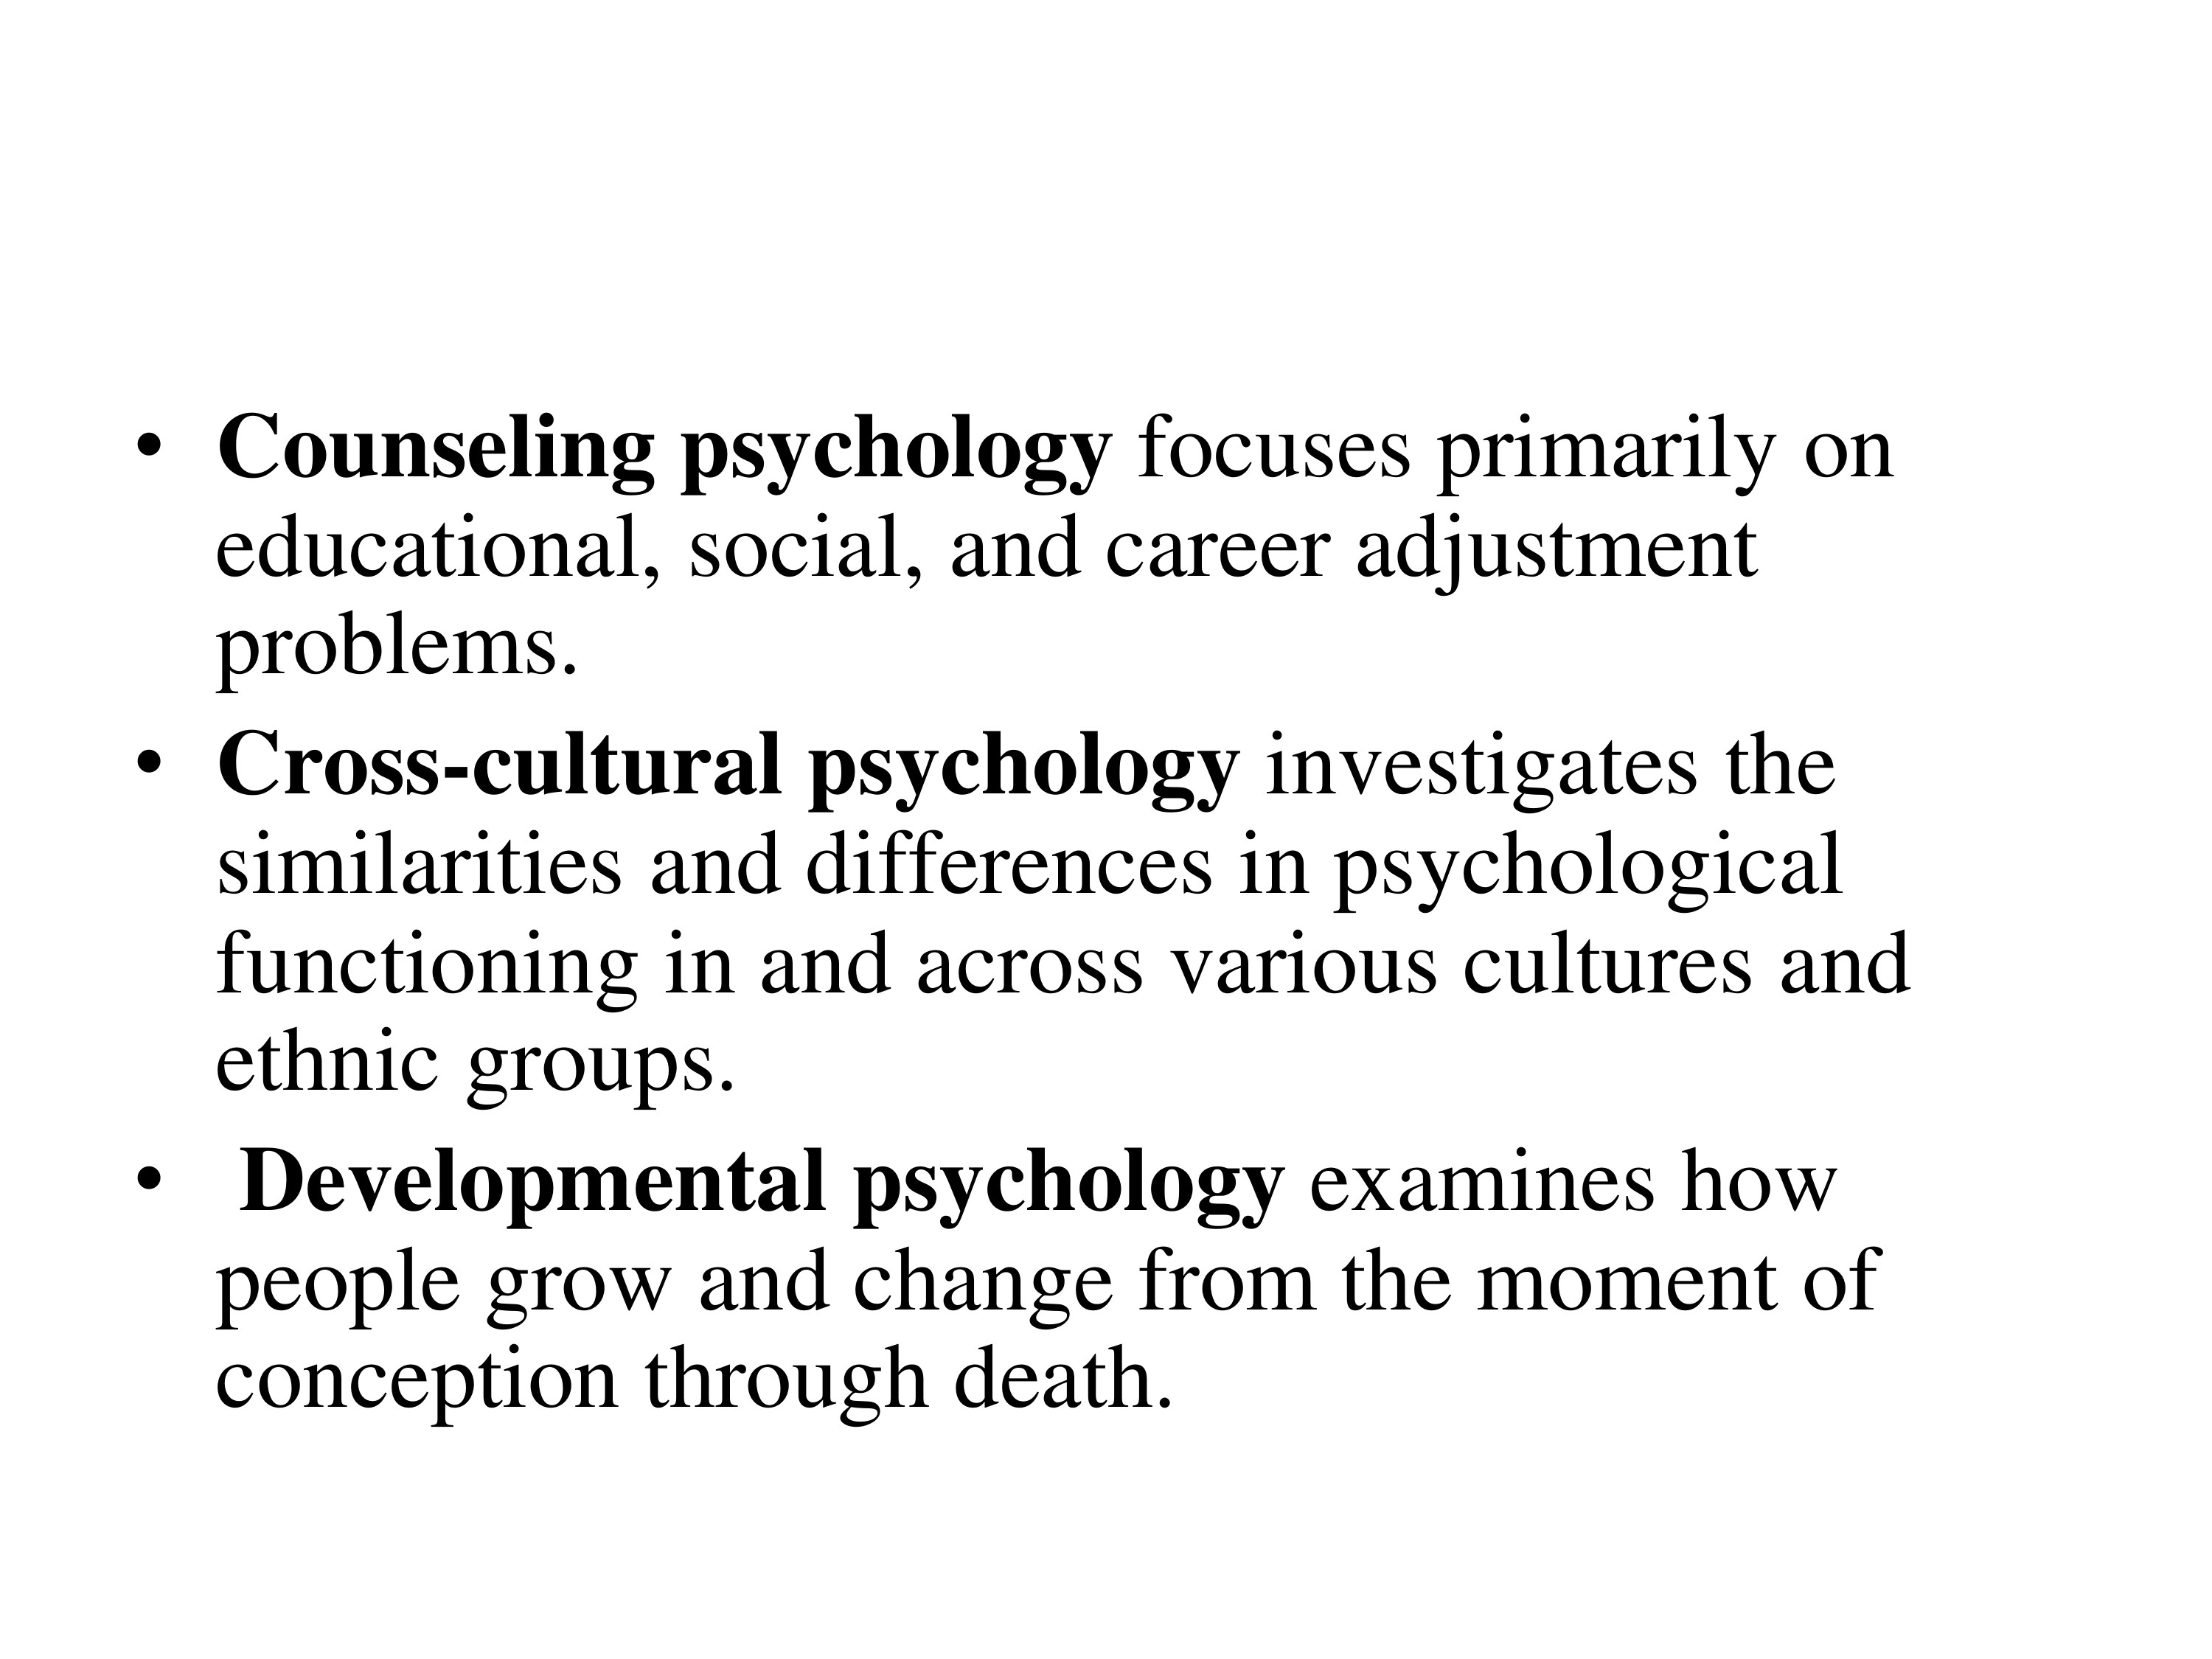 • Counseling psychology focuses primarily on
educational, social, and career adjustment
problems.
• Cross-cultural psychology investigates the
similarities and differences in psychological
functioning in and across various cultures and
ethnic groups.
• Developmental psychology examines how
people grow and change from the moment of
conception through death.